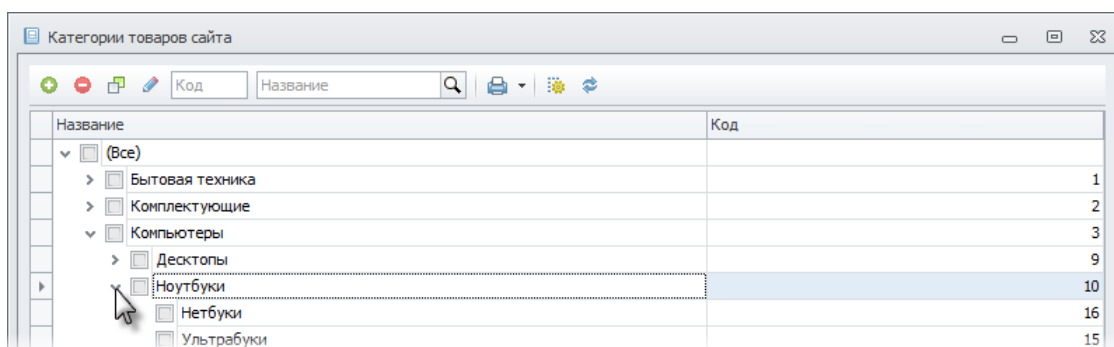 Категории товаров сайта
Код Название
Название Код
(Все)
Бытовая техника 1
Комплектующие 2
Компьютеры 3
Десктопы 9
Ноутбуки 10
Нетбуки 16
Ультрабуки 15